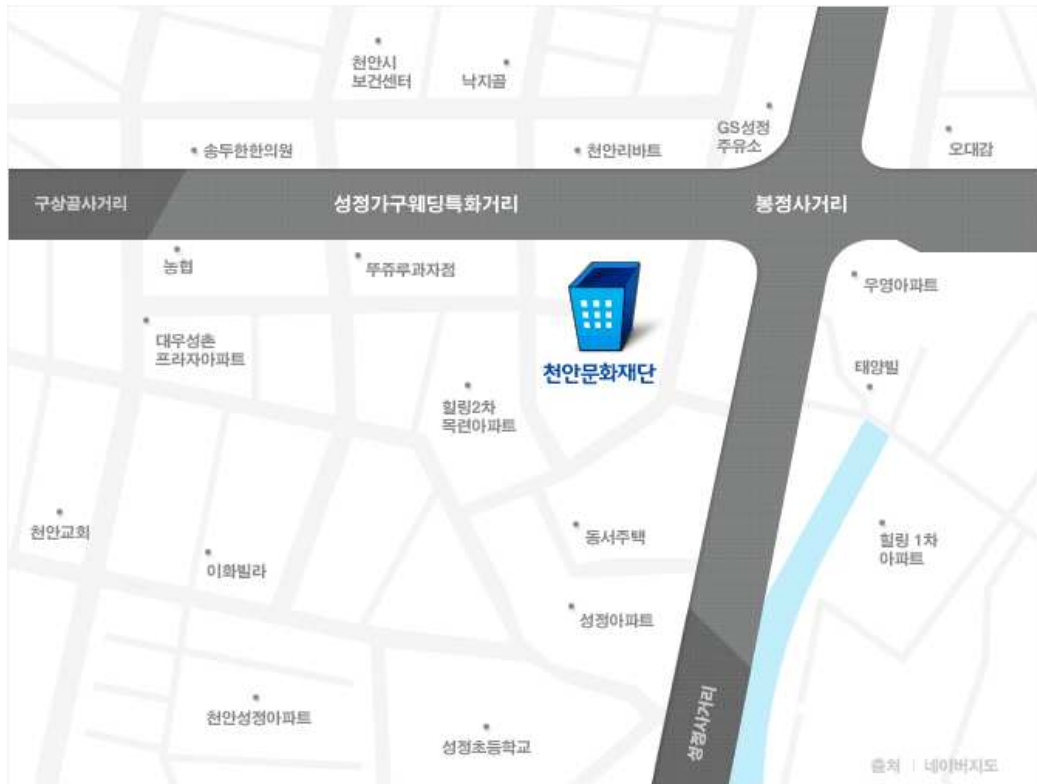 천안시
보건센터
낙지골
GS성정
주유소
송두한한의원
천안리바트
오대감
구상골사거리
성정가구웨딩특화거리
봉정사거리
농협
뚜쥬루과자점
우영아파트
대우성촌
프라자아파트
천안문화재단
태양빌
힐링2차
목련아파트
천안교회
동서주택
힐링 1차
아파트
이화빌라
성정아파트
천안성정아파트
성정초등학교
성정사거리
출처 | 네이버지도